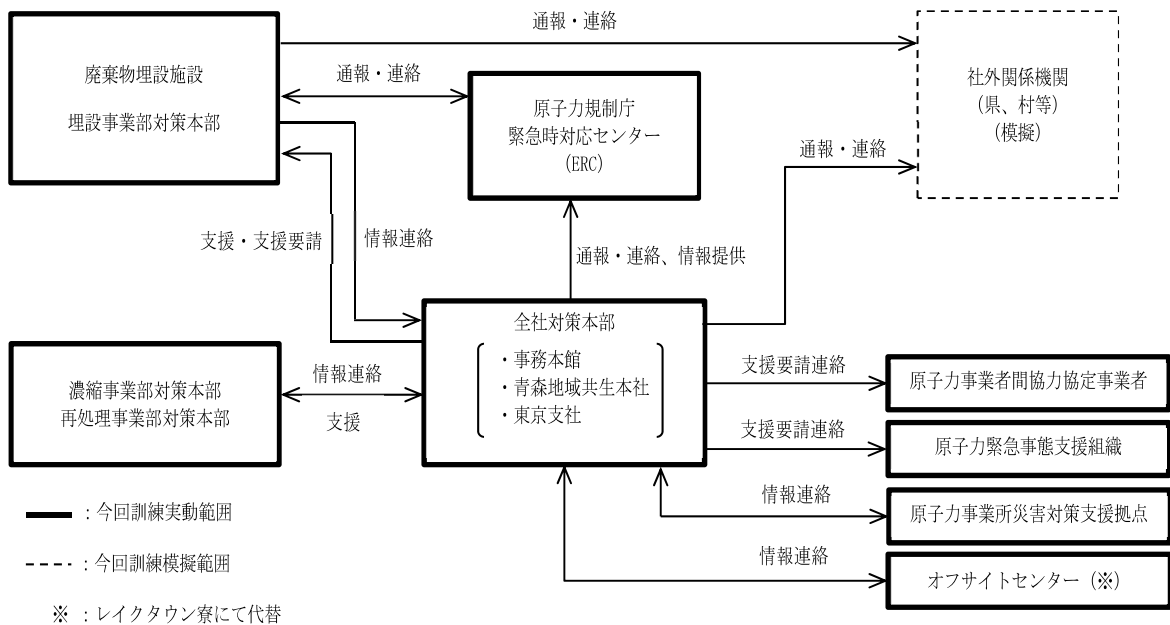 通報・連絡
廃棄物埋設施設
埋設事業部対策本部
通報・連絡
原子力規制庁
緊急時対応センター
(ERC)
社外関係機関
(県、村等)
(模擬)
通報・連絡
支援・支援要請
情報連絡
通報・連絡、情報提供
全社対策本部
・事務本館
・青森地域共生本社
・東京支社
濃縮事業部対策本部
再処理事業部対策本部
情報連絡
支援
支援要請連絡
原子力事業者間協力協定事業者
支援要請連絡
原子力緊急事態支援組織
情報連絡
原子力事業所災害対策支援拠点
情報連絡
オフサイトセンター(※)
:今回訓練実動範囲
:今回訓練模擬範囲
※ :レイクタウン寮にて代替